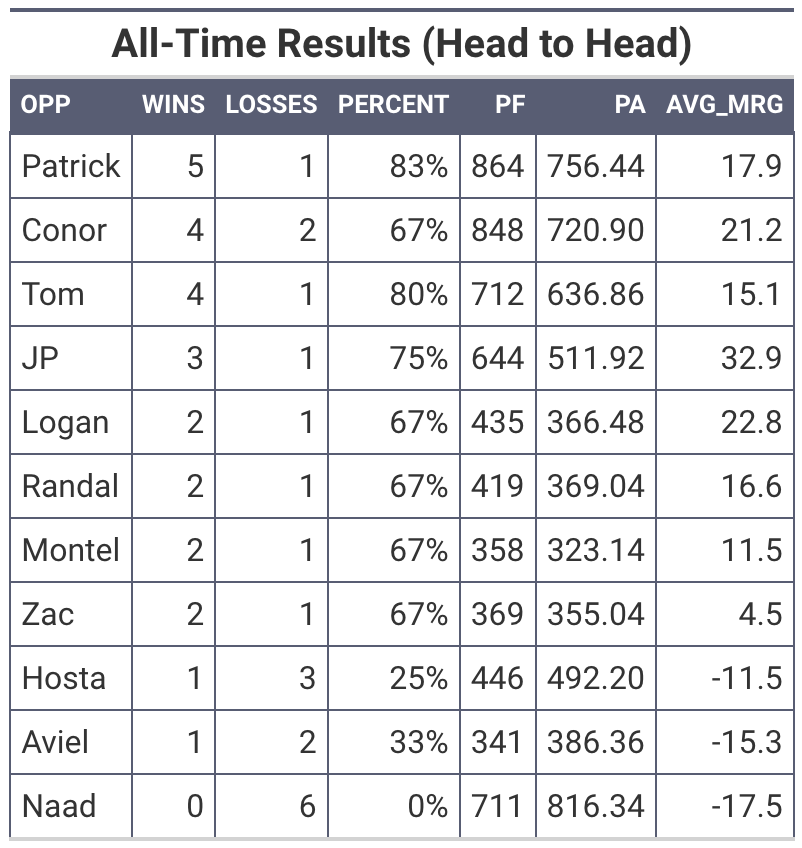 All-Time Results (Head to Head)
OPP WINS LOSSES PERCENT PF PA AVG_MRG
Patrick 5 1 83% 864 756.44 17.9
Conor 4 2 67% 848 720.90 21.2
Tom 4 1 80% 712 636.86 15.1
JP 3 1 75% 644 511.92 32.9
Logan 2 1 67% 435 366.48 22.8
Randal 2 1 67% 419 369.04 16.6
Montel 2 1 67% 358 323.14 11.5
Zac 2 1 67% 369 355.04 4.5
Hosta 1 3 25% 446 492.20 -11.5
Aviel 1 2 33% 341 386.36 -15.3
Naad 0 6 0% 711 816.34 -17.5